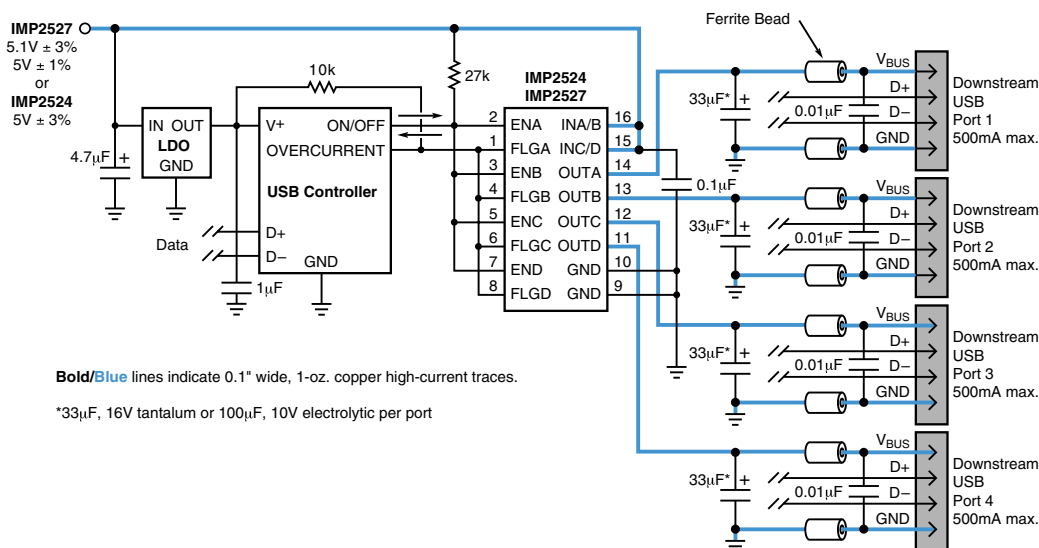 IMP2527
5.1V ± 3%
5V ± 1%
or
IMP2524
5V ± 3%
4.7µF +
IN OUT
LDO
GND
10k
27k
V+ ON/OFF
OVERCURRENT
USB Controller
D+
D–
GND
Data
1µF
IMP2524
IMP2527
2 ENA INA/B 16
1 FLGA INC/D 15
3 ENB OUTA 14
4 FLGB OUTB 13
5 ENC OUTC 12
6 FLGC OUTD 11
7 END GND 10
8 FLGD GND 9
0.1µF
Ferrite Bead
33µF* +
0.01µF
VBUS
D+
D–
GND
Downstream
USB
Port 1
500mA max.
33µF* +
0.01µF
VBUS
D+
D–
GND
Downstream
USB
Port 2
500mA max.
33µF* +
0.01µF
VBUS
D+
D–
GND
Downstream
USB
Port 3
500mA max.
33µF* +
0.01µF
VBUS
D+
D–
GND
Downstream
USB
Port 4
500mA max.
Bold/Blue lines indicate 0.1" wide, 1-oz. copper high-current traces.
*33µF, 16V tantalum or 100µF, 10V electrolytic per port